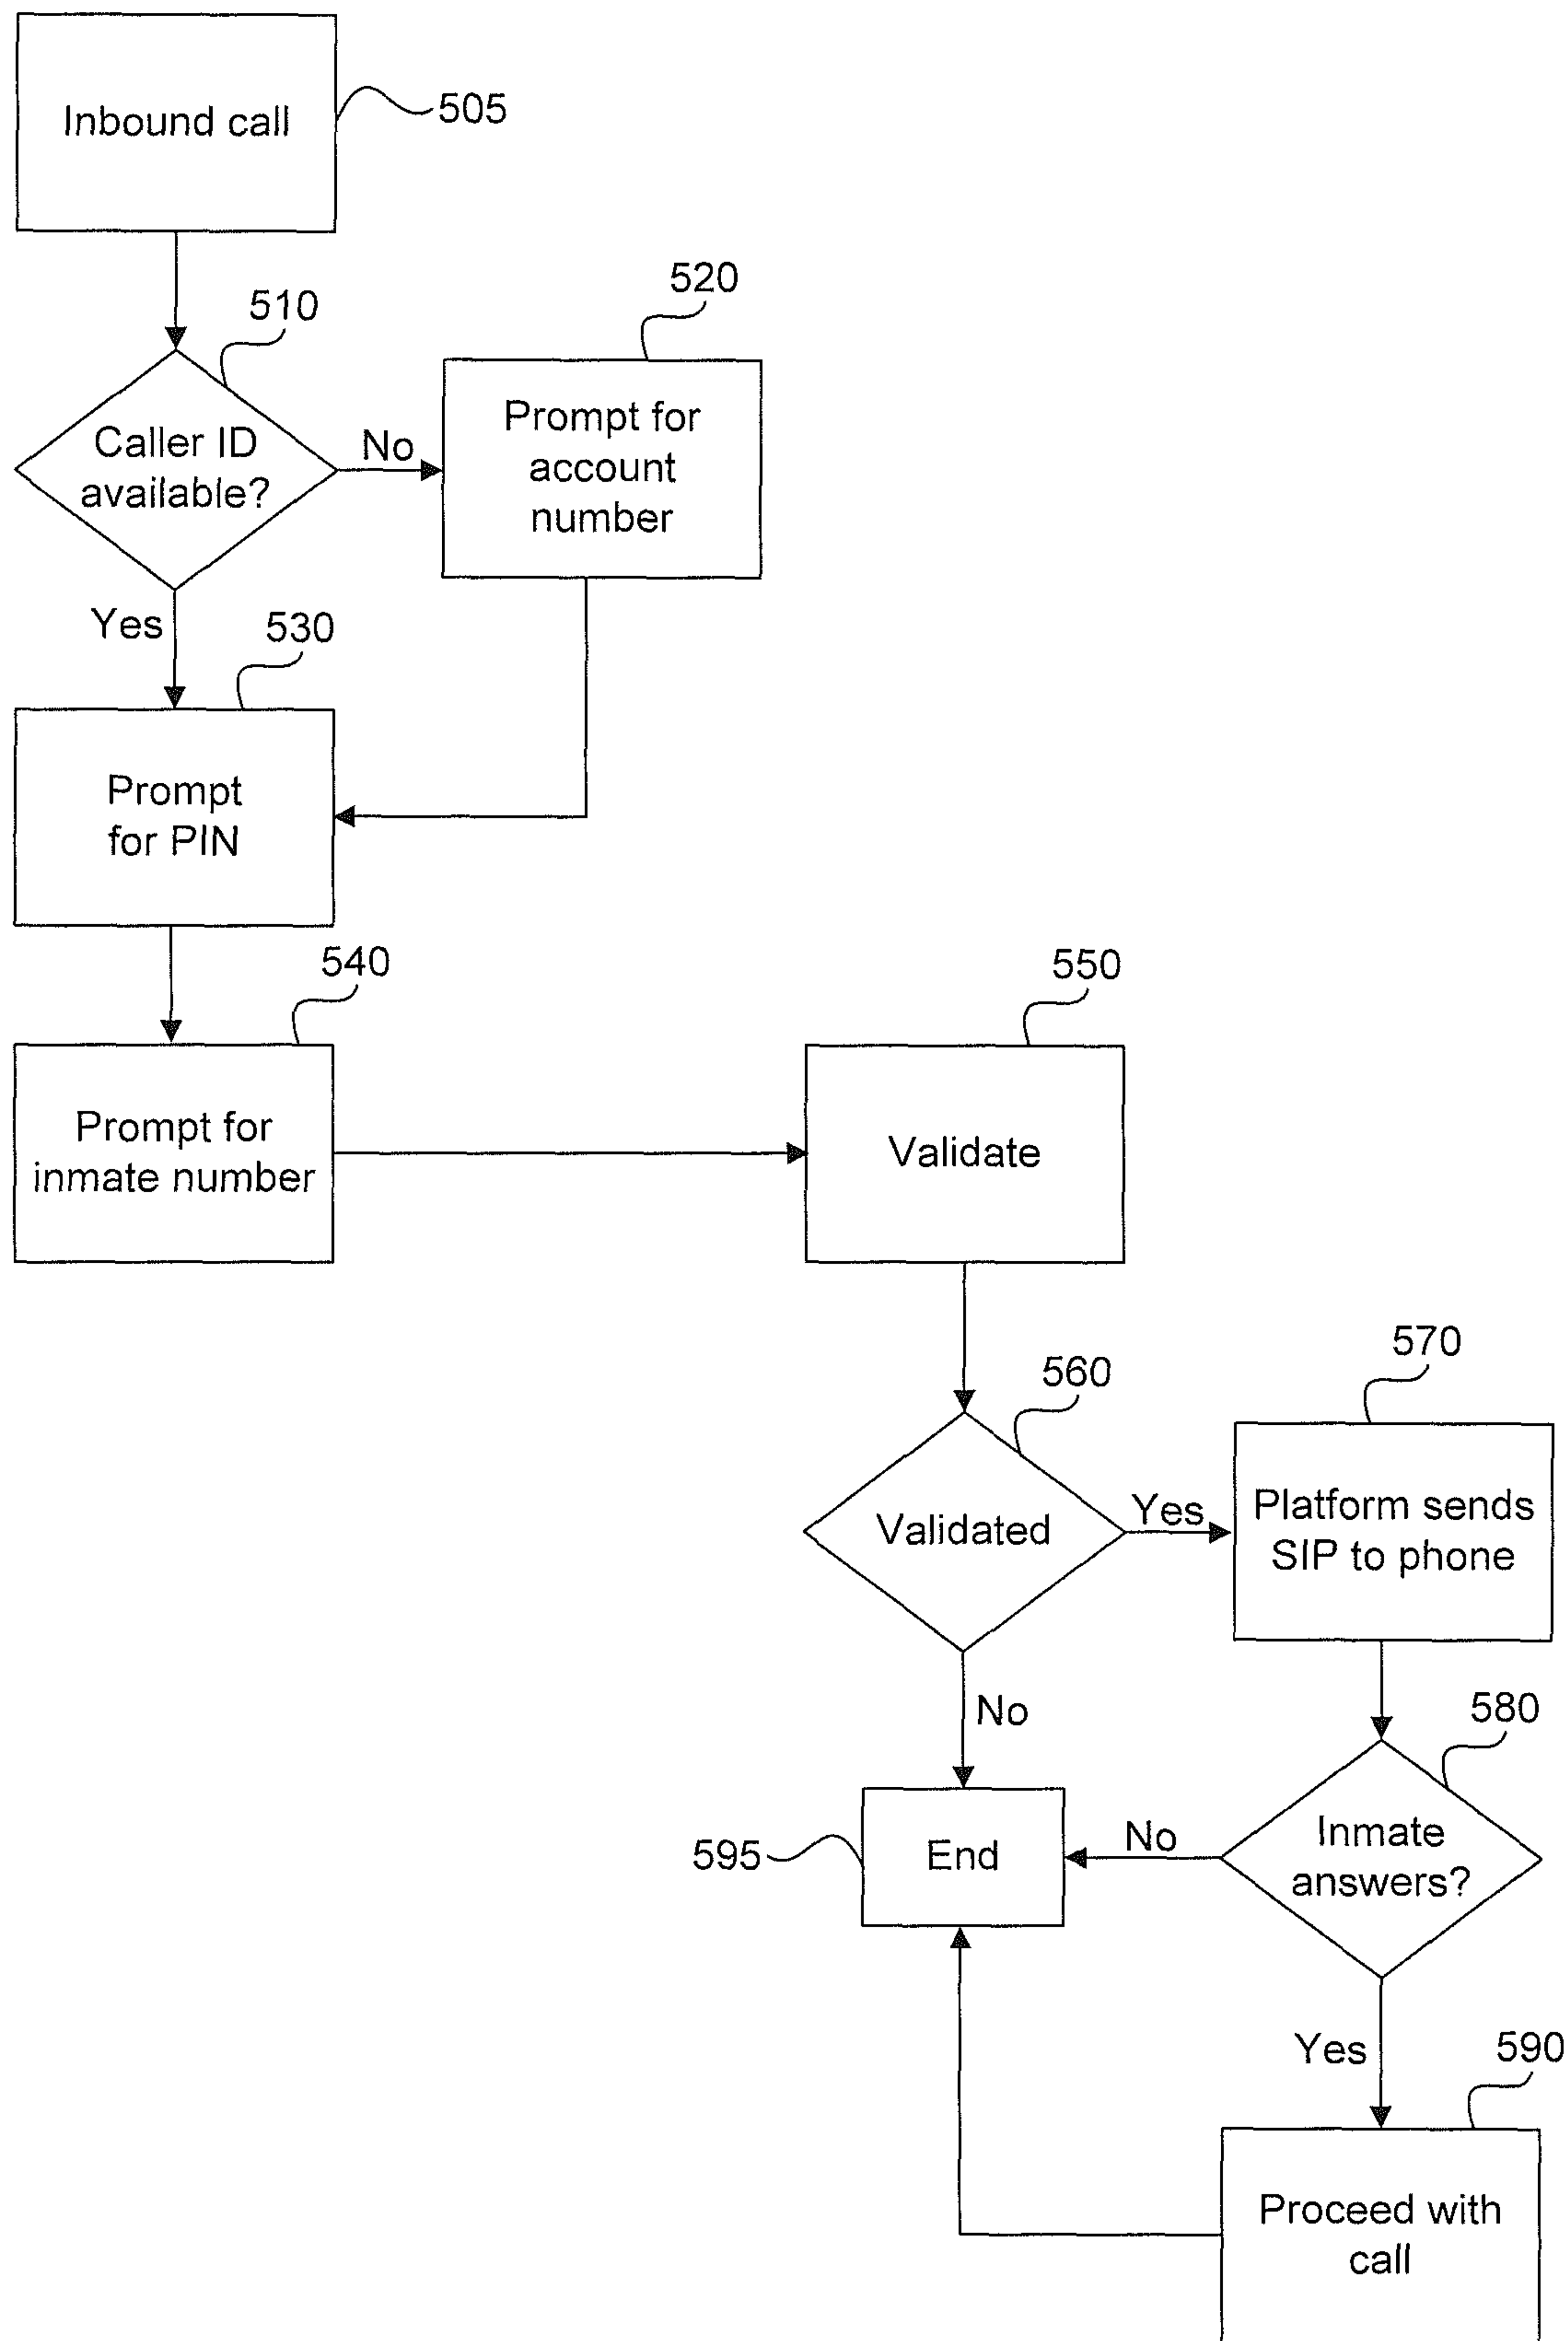 Inbound call
505
510
520
Caller ID
available?
No
Prompt for
account
number
Yes
530
Prompt
for PIN
540
550
Prompt for
inmate number
Validate
560
570
Validated
Yes
Platform sends
SIP to phone
No
580
595
End
No
Inmate
answers?
Yes
590
Proceed with
call